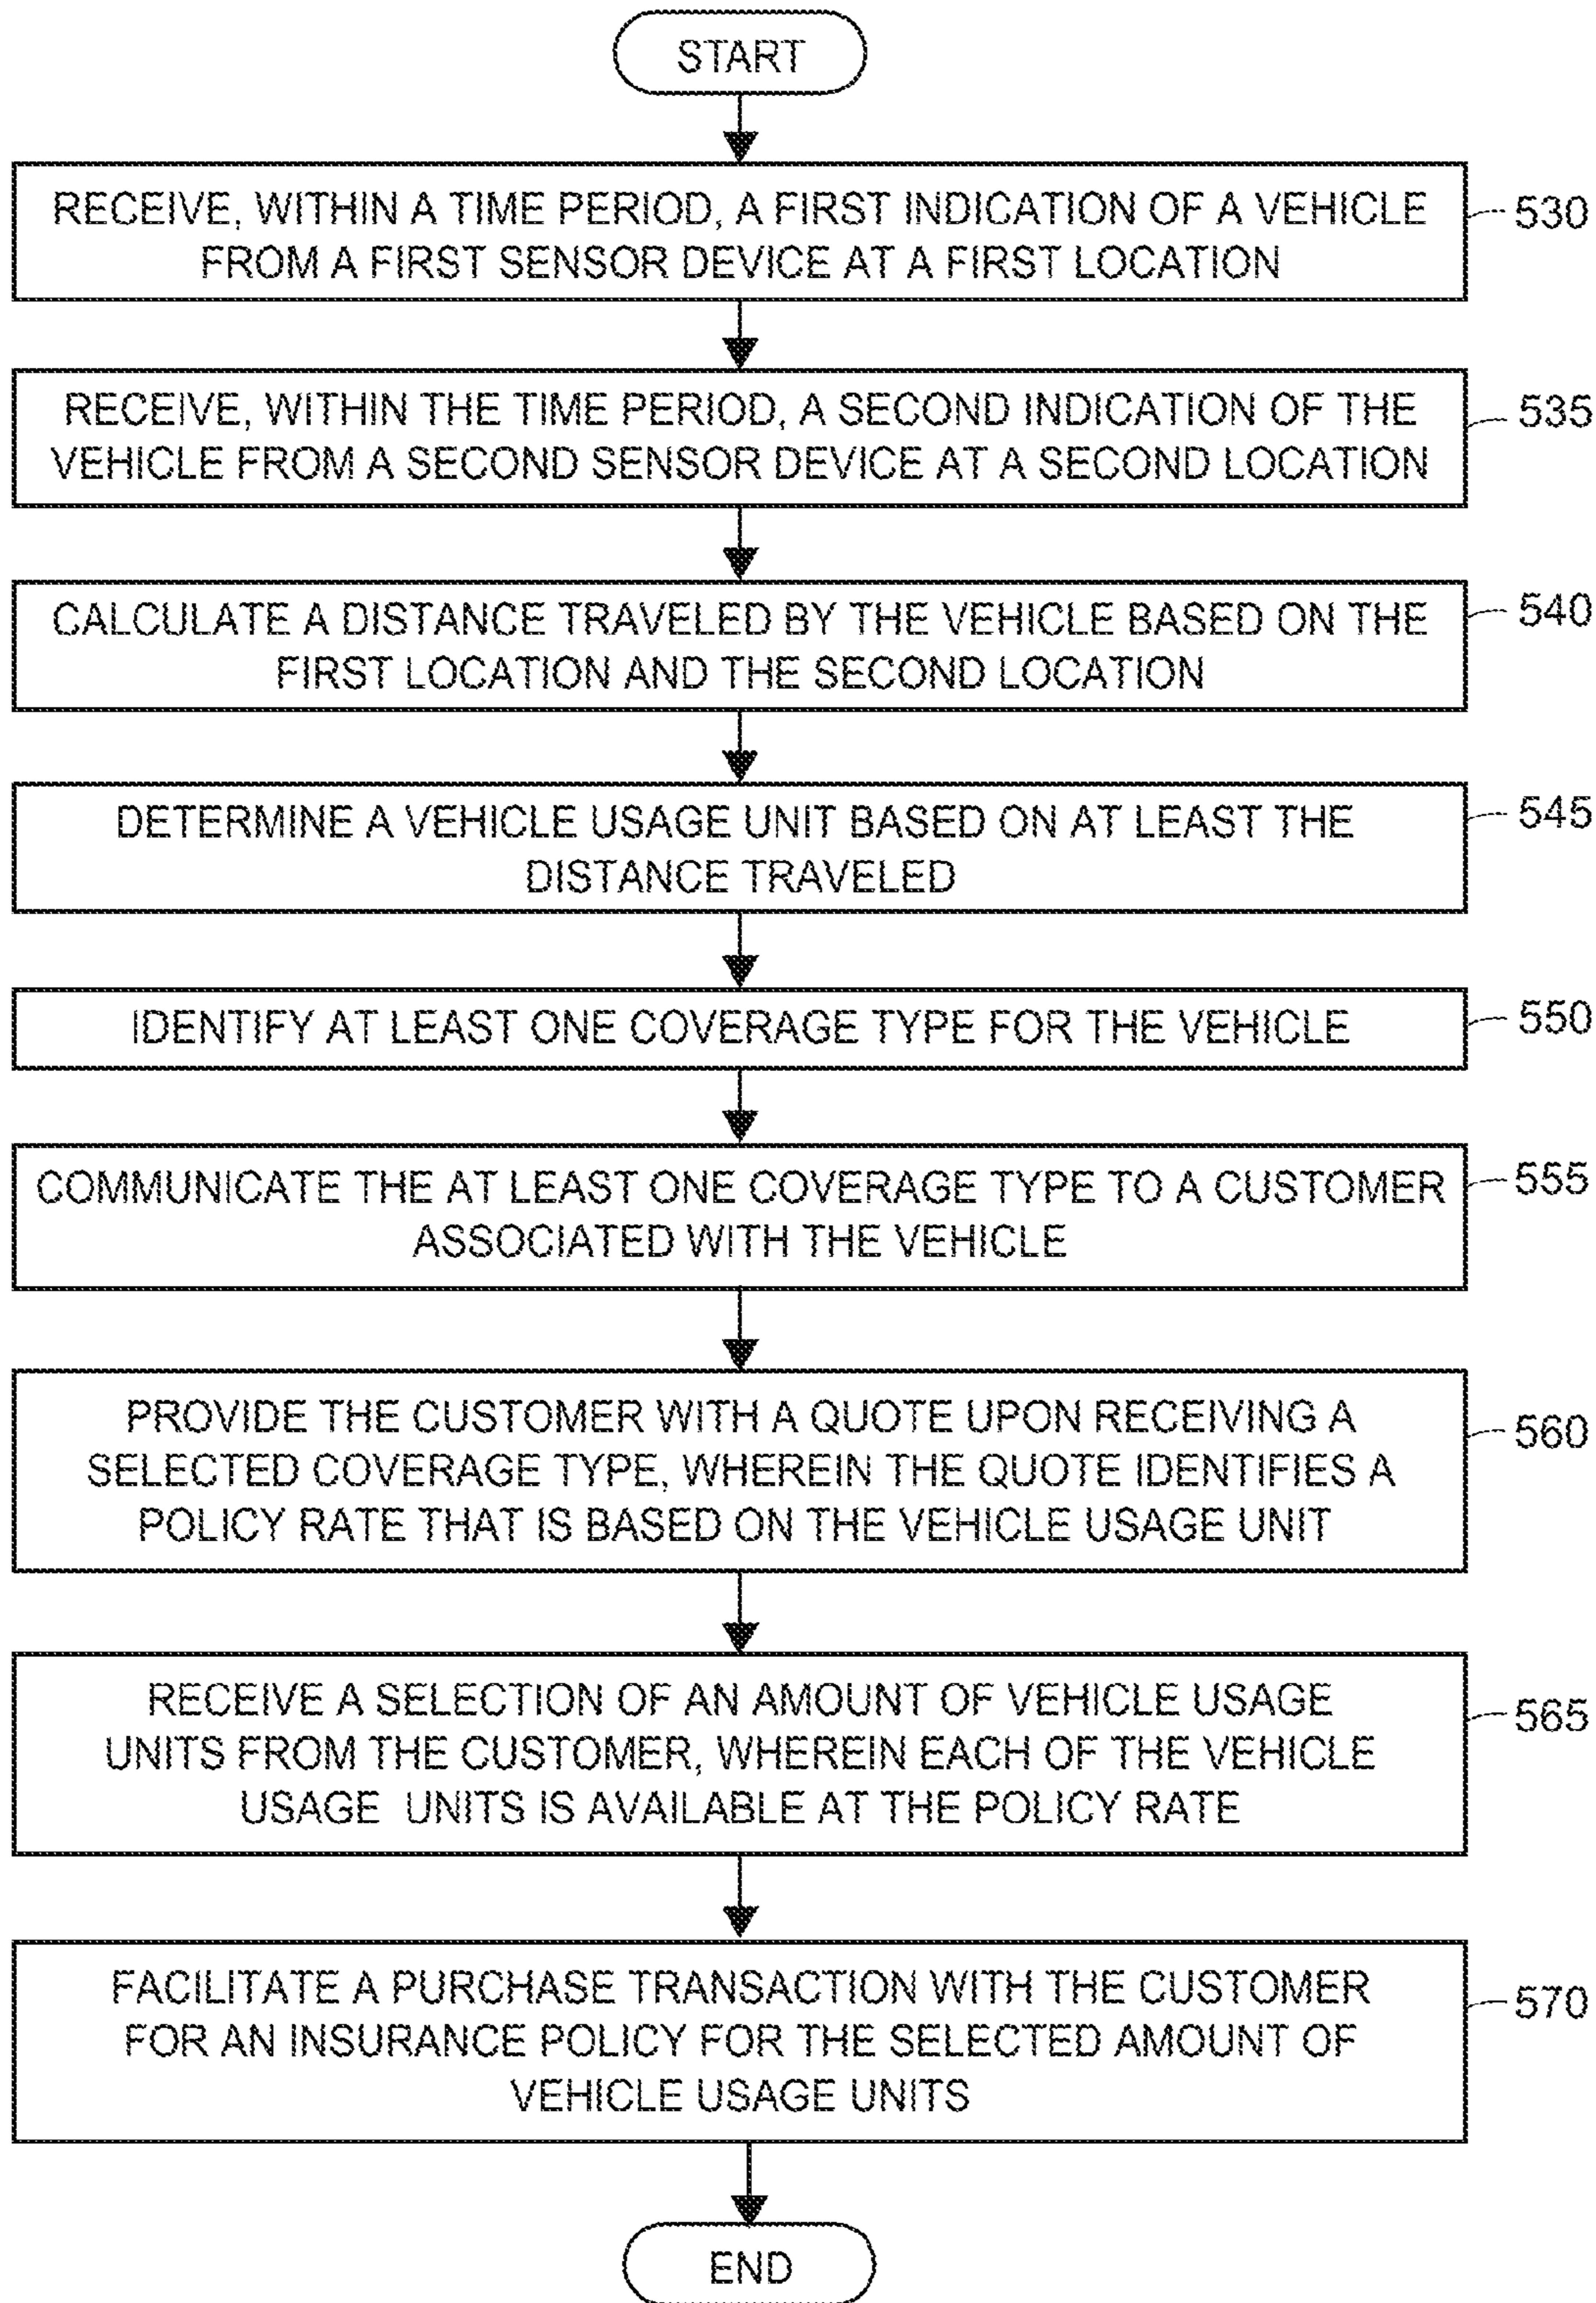 START
RECEIVE, WITHIN A TIME PERIOD, A FIRST INDICATION OF A VEHICLE
FROM A FIRST SENSOR DEVICE AT A FIRST LOCATION
530
RECEIVE, WITHIN THE TIME PERIOD, A SECOND INDICATION OF THE
VEHICLE FROM A SECOND SENSOR DEVICE AT A SECOND LOCATION
535
CALCULATE A DISTANCE TRAVELED BY THE VEHICLE BASED ON THE
FIRST LOCATION AND THE SECOND LOCATION
540
DETERMINE A VEHICLE USAGE UNIT BASED ON AT LEAST THE
DISTANCE TRAVELED
545
IDENTIFY AT LEAST ONE COVERAGE TYPE FOR THE VEHICLE
550
COMMUNICATE THE AT LEAST ONE COVERAGE TYPE TO A CUSTOMER
ASSOCIATED WITH THE VEHICLE
555
PROVIDE THE CUSTOMER WITH A QUOTE UPON RECEIVING A
SELECTED COVERAGE TYPE, WHEREIN THE QUOTE IDENTIFIES A
POLICY RATE THAT IS BASED ON THE VEHICLE USAGE UNIT
560
RECEIVE A SELECTION OF AN AMOUNT OF VEHICLE USAGE
UNITS FROM THE CUSTOMER, WHEREIN EACH OF THE VEHICLE
USAGE UNITS IS AVAILABLE AT THE POLICY RATE
565
FACILITATE A PURCHASE TRANSACTION WITH THE CUSTOMER
FOR AN INSURANCE POLICY FOR THE SELECTED AMOUNT OF
VEHICLE USAGE UNITS
570
END